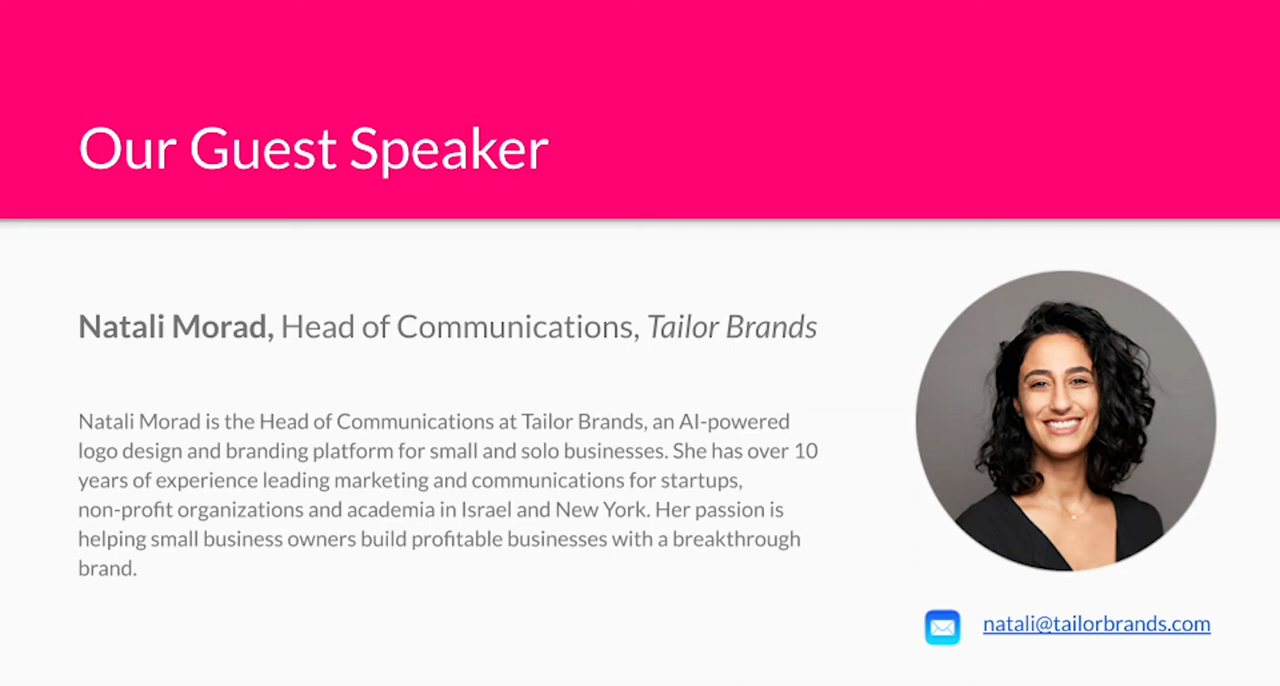 Our Guest Speaker
Natali Morad, Head of Communications, Tailor Brands
Natali Morad is the Head of Communications at Tailor Brands, an AI-powered
logo design and branding platform for small and solo businesses. She has over 10
years of experience leading marketing and communications for startups,
non-profit organizations and academia in Israel and New York. Her passion is
helping small business owners build profitable businesses with a breakthrough
brand.
natali@tailorbrands.com